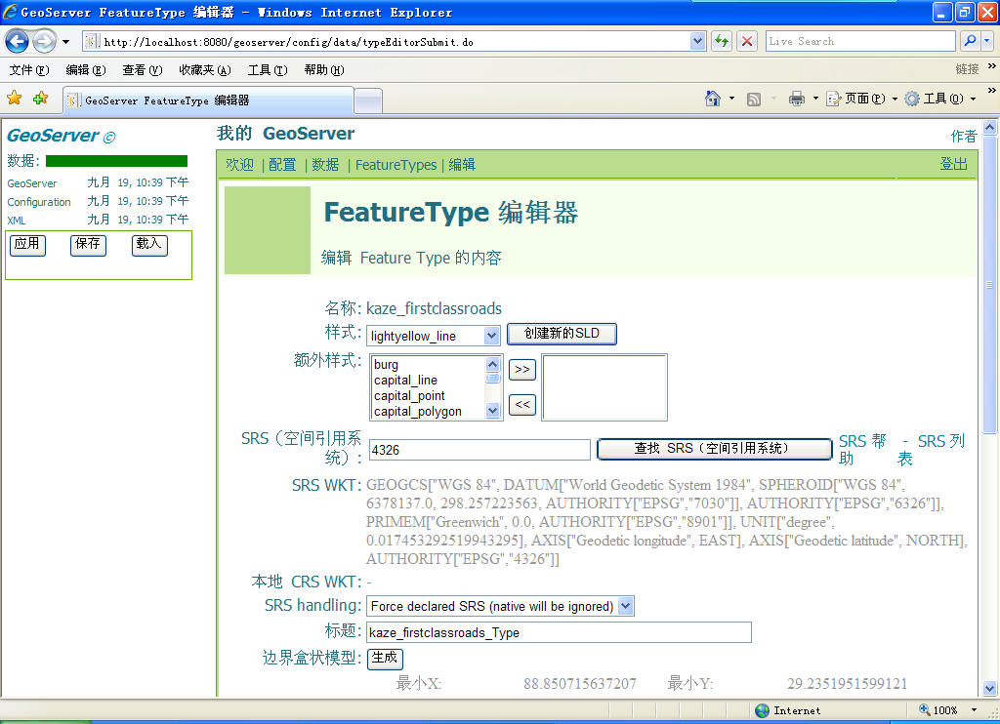 GeoServer FeatureType 编辑器 - Windows Internet Explorer
http://localhost:8080/geoserver/config/data/typeEditorSubmit.do
Live Search
文件(F) 编辑(E) 查看(V) 收藏夹(A) 工具(T) 帮助(H)
链接 »
GeoServer FeatureType 编辑器
页面(P) 工具(O) »
GeoServer ©
我的 GeoServer
作者
数据:
欢迎 | 配置 | 数据 | FeatureTypes | 编辑
登出
GeoServer 九月 19, 10:39 下午
Configuration 九月 19, 10:39 下午
XML 九月 19, 10:39 下午
应用 保存 载入
FeatureType 编辑器
编辑 Feature Type 的内容
名称: kaze_firstclassroads
样式: lightyellow_line 创建新的SLD
额外样式: burg
capital_line
capital_point
capital_polygon
>>
<<
SRS（空间引用系统）: 4326 查找 SRS（空间引用系统） SRS 帮助 - SRS 列表
SRS WKT: GEOGCS["WGS 84", DATUM["World Geodetic System 1984", SPHEROID["WGS 84",
6378137.0, 298.257223563, AUTHORITY["EPSG","7030"]], AUTHORITY["EPSG","6326"]],
PRIMEM["Greenwich", 0.0, AUTHORITY["EPSG","8901"]], UNIT["degree",
0.017453292519943295], AXIS["Geodetic longitude", EAST], AXIS["Geodetic latitude", NORTH],
AUTHORITY["EPSG","4326"]]
本地 CRS WKT: -
SRS handling: Force declared SRS (native will be ignored)
标题: kaze_firstclassroads_Type
边界盒状模型: 生成
最小X: 88.850715637207 最小Y: 29.2351951599121
Internet
100%